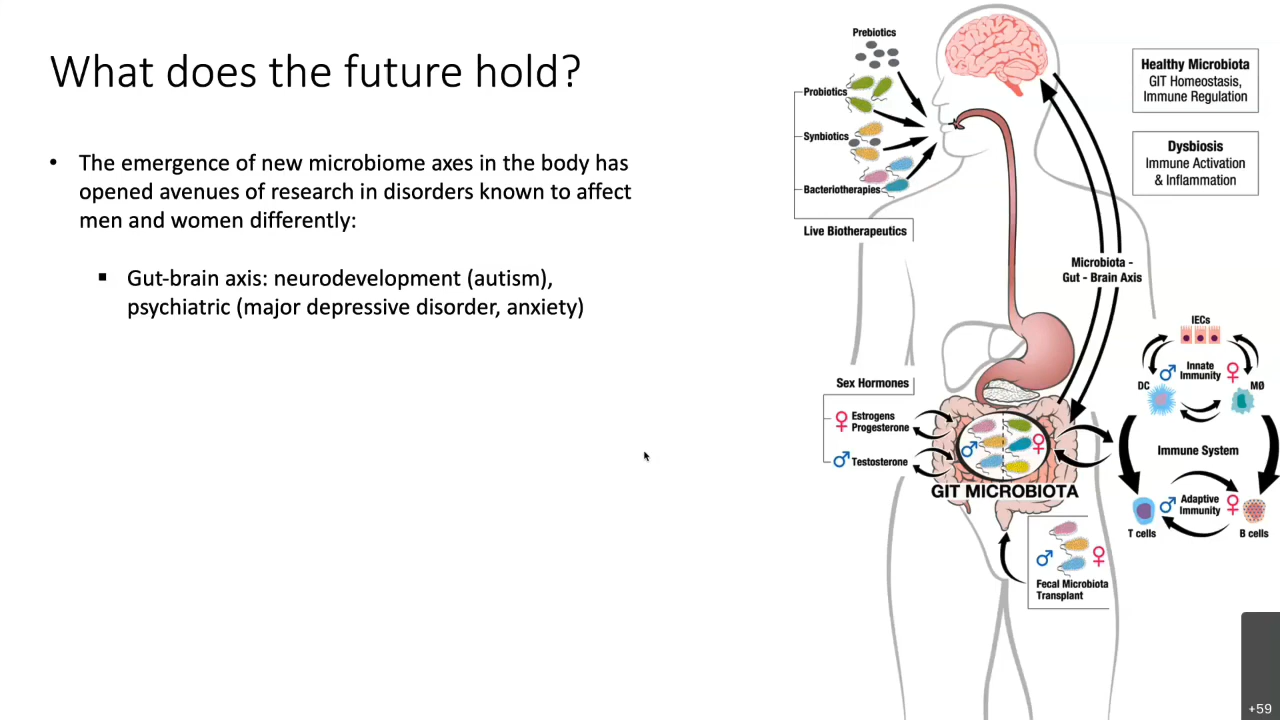 What does the future hold?
• The emergence of new microbiome axes in the body has
opened avenues of research in disorders known to affect
men and women differently:
▪ Gut-brain axis: neurodevelopment (autism),
psychiatric (major depressive disorder, anxiety)
Prebiotics
Probiotics
Synbiotics
Bacteriotherapies
Live Biotherapeutics
Healthy Microbiota
GIT Homeostasis,
Immune Regulation
Dysbiosis
Immune Activation
& Inflammation
Microbiota -
Gut - Brain Axis
Sex Hormones
♀ Estrogens
Progesterone
♂ Testosterone
♂ ♀
GIT MICROBIOTA
IECs
♂ Innate ♀
Immunity
DC
MØ
Immune System
♂ Adaptive ♀
Immunity
T cells
B cells
♂ ♀
Fecal Microbiota
Transplant
+59